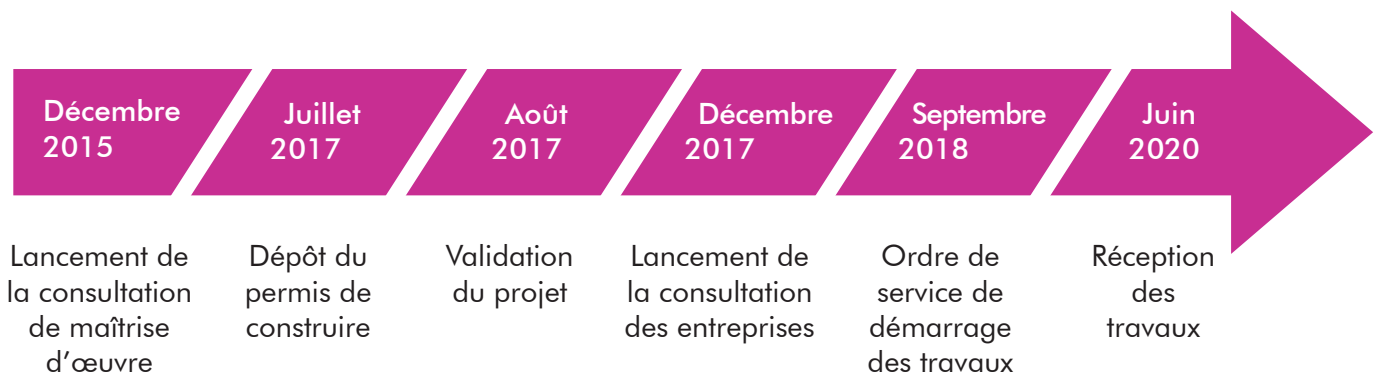 Décembre
2015
Juillet
2017
Août
2017
Décembre
2017
Septembre
2018
Juin
2020
Lancement de
la consultation
de maîtrise
d’œuvre
Dépôt du
permis de
construire
Validation
du projet
Lancement de
la consultation
des entreprises
Ordre de
service de
démarrage
des travaux
Réception
des
travaux